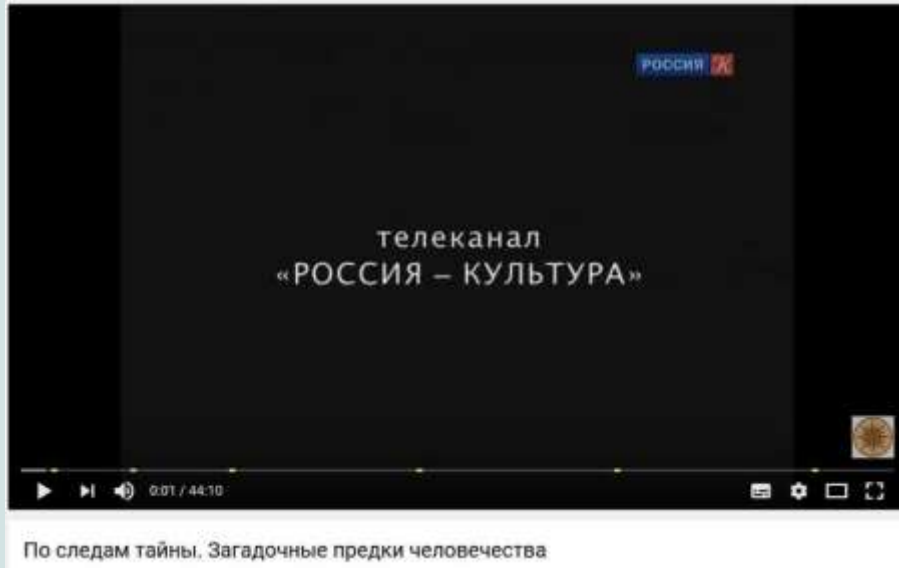 РОССИЯ К
телеканал
«РОССИЯ – КУЛЬТУРА»
0:01 / 44:10
По следам тайны. Загадочные предки человечества